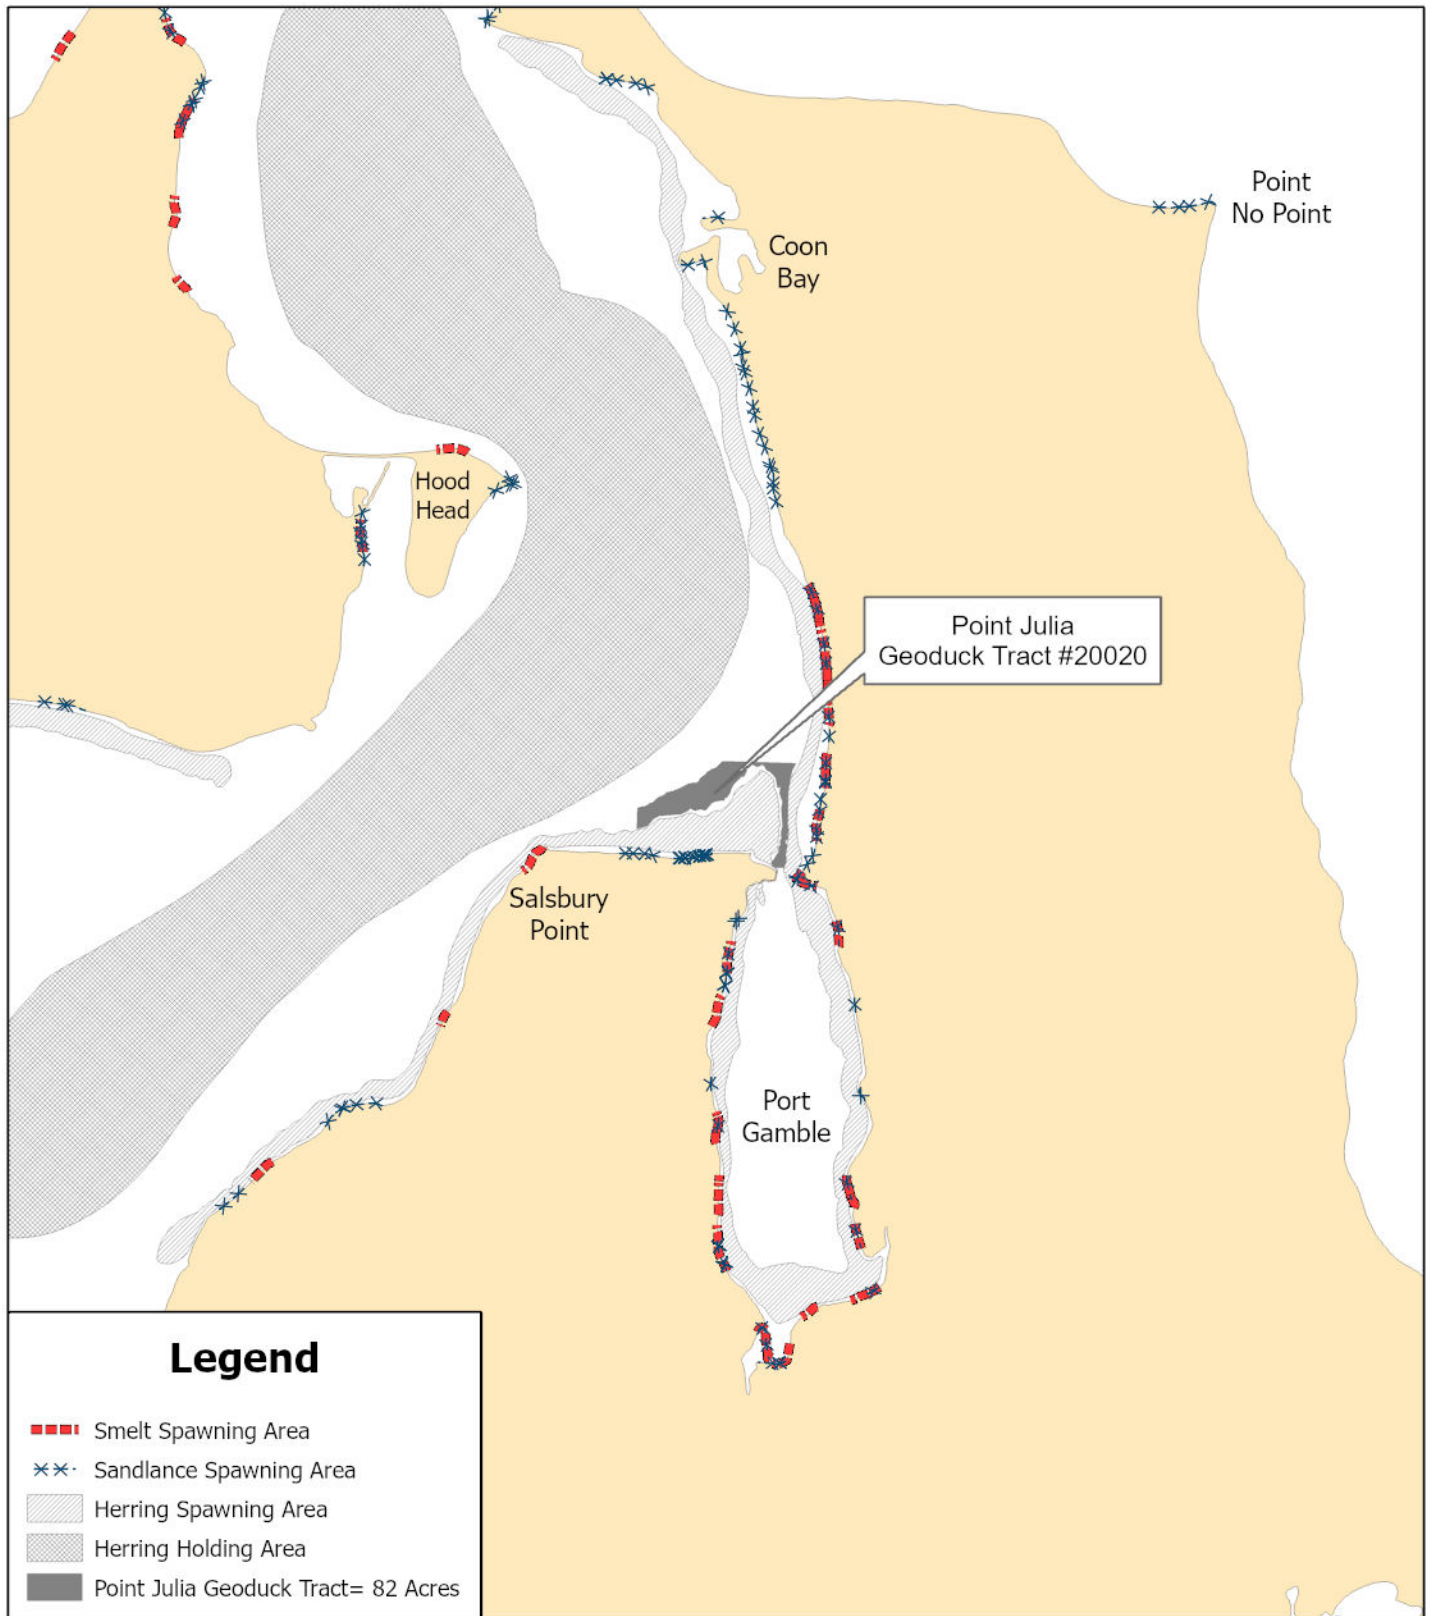 Point
No Point
Coon
Bay
Hood
Head
Point Julia
Geoduck Tract #20020
Salsbury
Point
Port
Gamble
Legend
Smelt Spawning Area
Sandlance Spawning Area
Herring Spawning Area
Herring Holding Area
Point Julia Geoduck Tract= 82 Acres